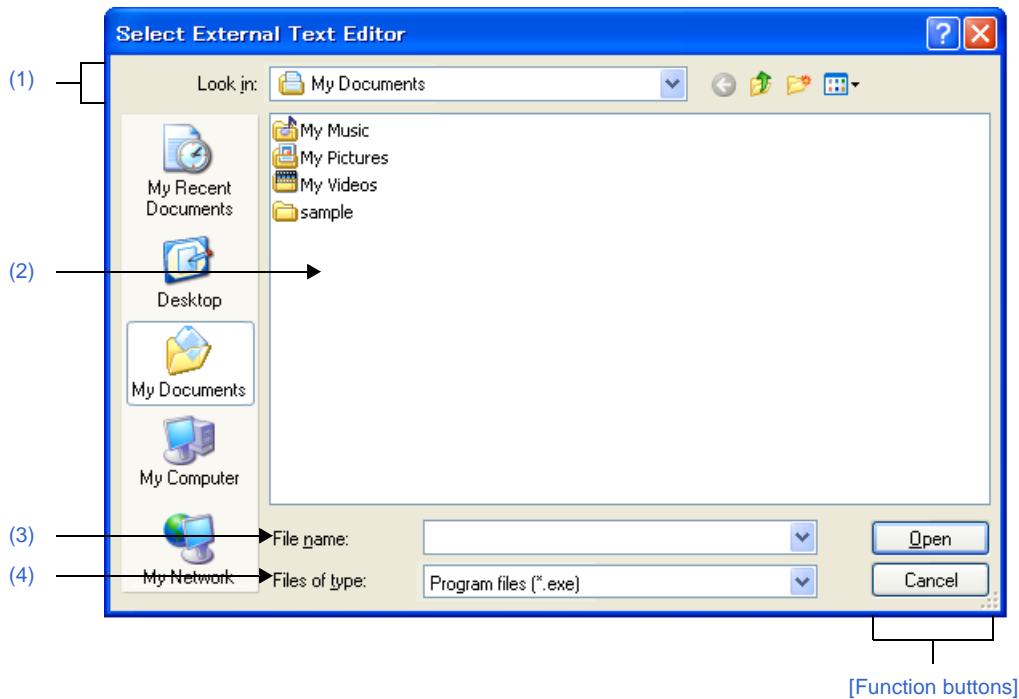 Select External Text Editor
(1)
Look in: My Documents
My Recent
Documents
Desktop
My Documents
My Computer
My Network
My Music
My Pictures
My Videos
sample
(2)
(3)
File name:
Open
(4)
Files of type: Program files (*.exe)
Cancel
[Function buttons]